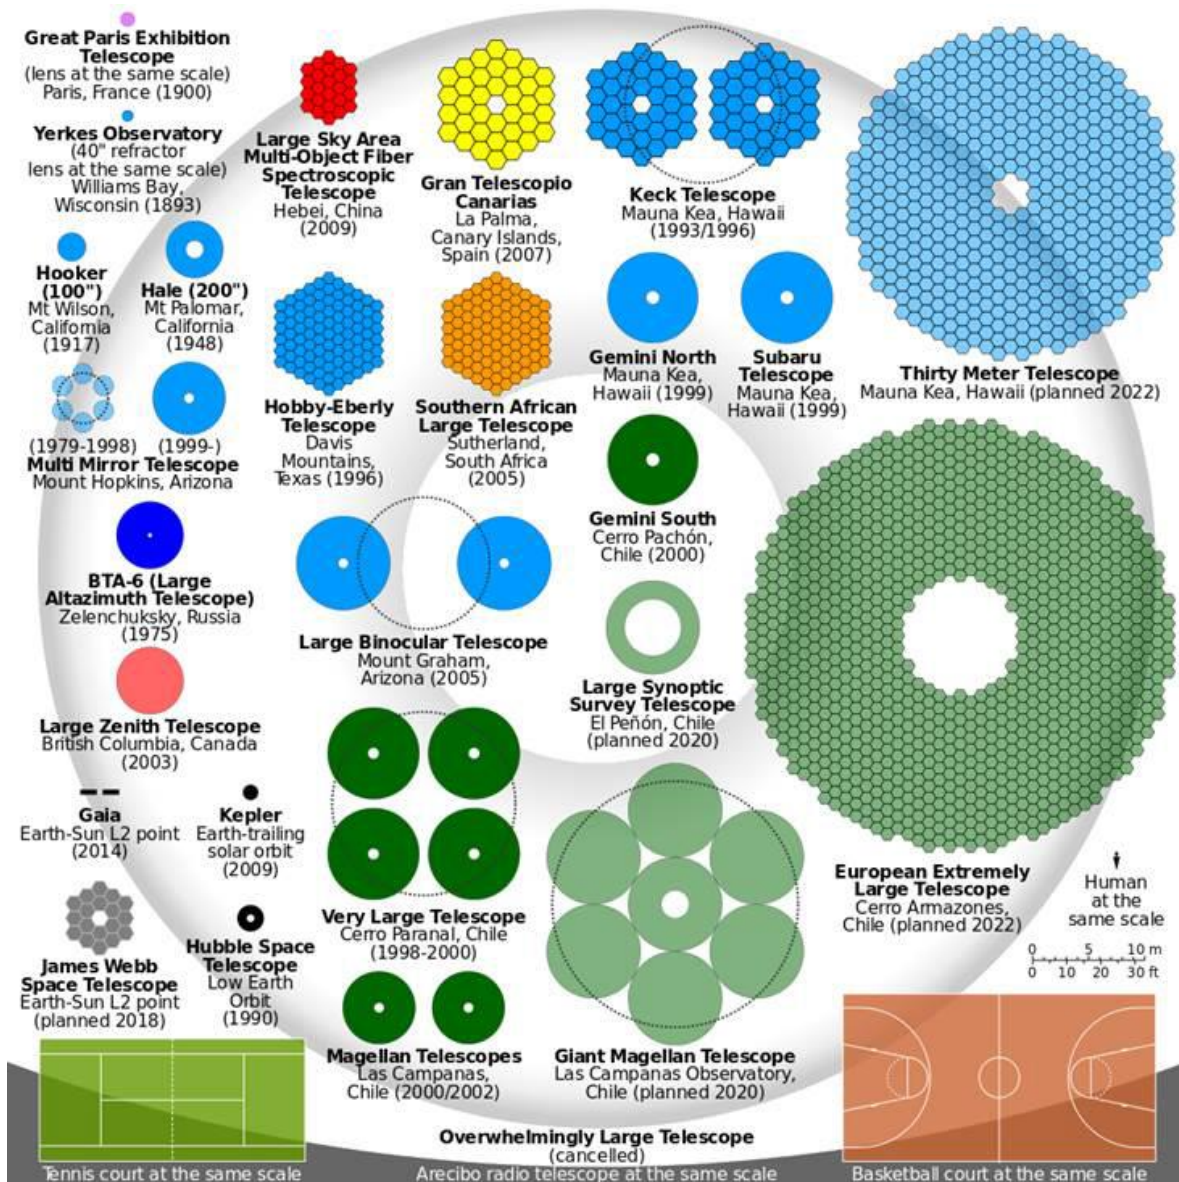 Great Paris Exhibition
Telescope
(lens at the same scale)
Paris, France (1900)
Yerkes Observatory
(40" refractor
lens at the same scale)
Williams Bay,
Wisconsin (1893)
Hooker
(100")
Mt Wilson,
California
(1917)
Hale (200")
Mt Palomar,
California
(1948)
(1979-1998)
(1999-)
Multi Mirror Telescope
Mount Hopkins, Arizona
BTA-6 (Large
Altazimuth Telescope)
Zelenchuksky, Russia
(1975)
Large Zenith Telescope
British Columbia, Canada
(2003)
Gaia
Earth-Sun L2 point
(2014)
Kepler
Earth-trailing
solar orbit
(2009)
James Webb
Space Telescope
Earth-Sun L2 point
(planned 2018)
Hubble Space
Telescope
Low Earth
Orbit
(1990)
Large Sky Area
Multi-Object Fiber
Spectroscopic
Telescope
Hebei, China
(2009)
Gran Telescopio
Canarias
La Palma,
Canary Islands,
Spain (2007)
Keck Telescope
Mauna Kea, Hawaii
(1993/1996)
Hobby-Eberly
Telescope
Davis
Mountains,
Texas (1996)
Southern African
Large Telescope
Sutherland,
South Africa
(2005)
Gemini North
Mauna Kea,
Hawaii (1999)
Subaru
Telescope
Mauna Kea,
Hawaii (1999)
Thirty Meter Telescope
Mauna Kea, Hawaii (planned 2022)
Gemini South
Cerro Pachón,
Chile (2000)
Large Binocular Telescope
Mount Graham,
Arizona (2005)
Large Synoptic
Survey Telescope
El Peñón, Chile
(planned 2020)
Very Large Telescope
Cerro Paranal, Chile
(1998-2000)
Magellan Telescopes
Las Campanas,
Chile (2000/2002)
Giant Magellan Telescope
Las Campanas Observatory,
Chile (planned 2020)
European Extremely
Large Telescope
Cerro Armazones,
Chile (planned 2022)
Human
at the
same scale
0 5 10 m
0 10 20 30 ft
Overwhelmingly Large Telescope
(cancelled)
Tennis court at the same scale
Arecibo radio telescope at the same scale
Basketball court at the same scale